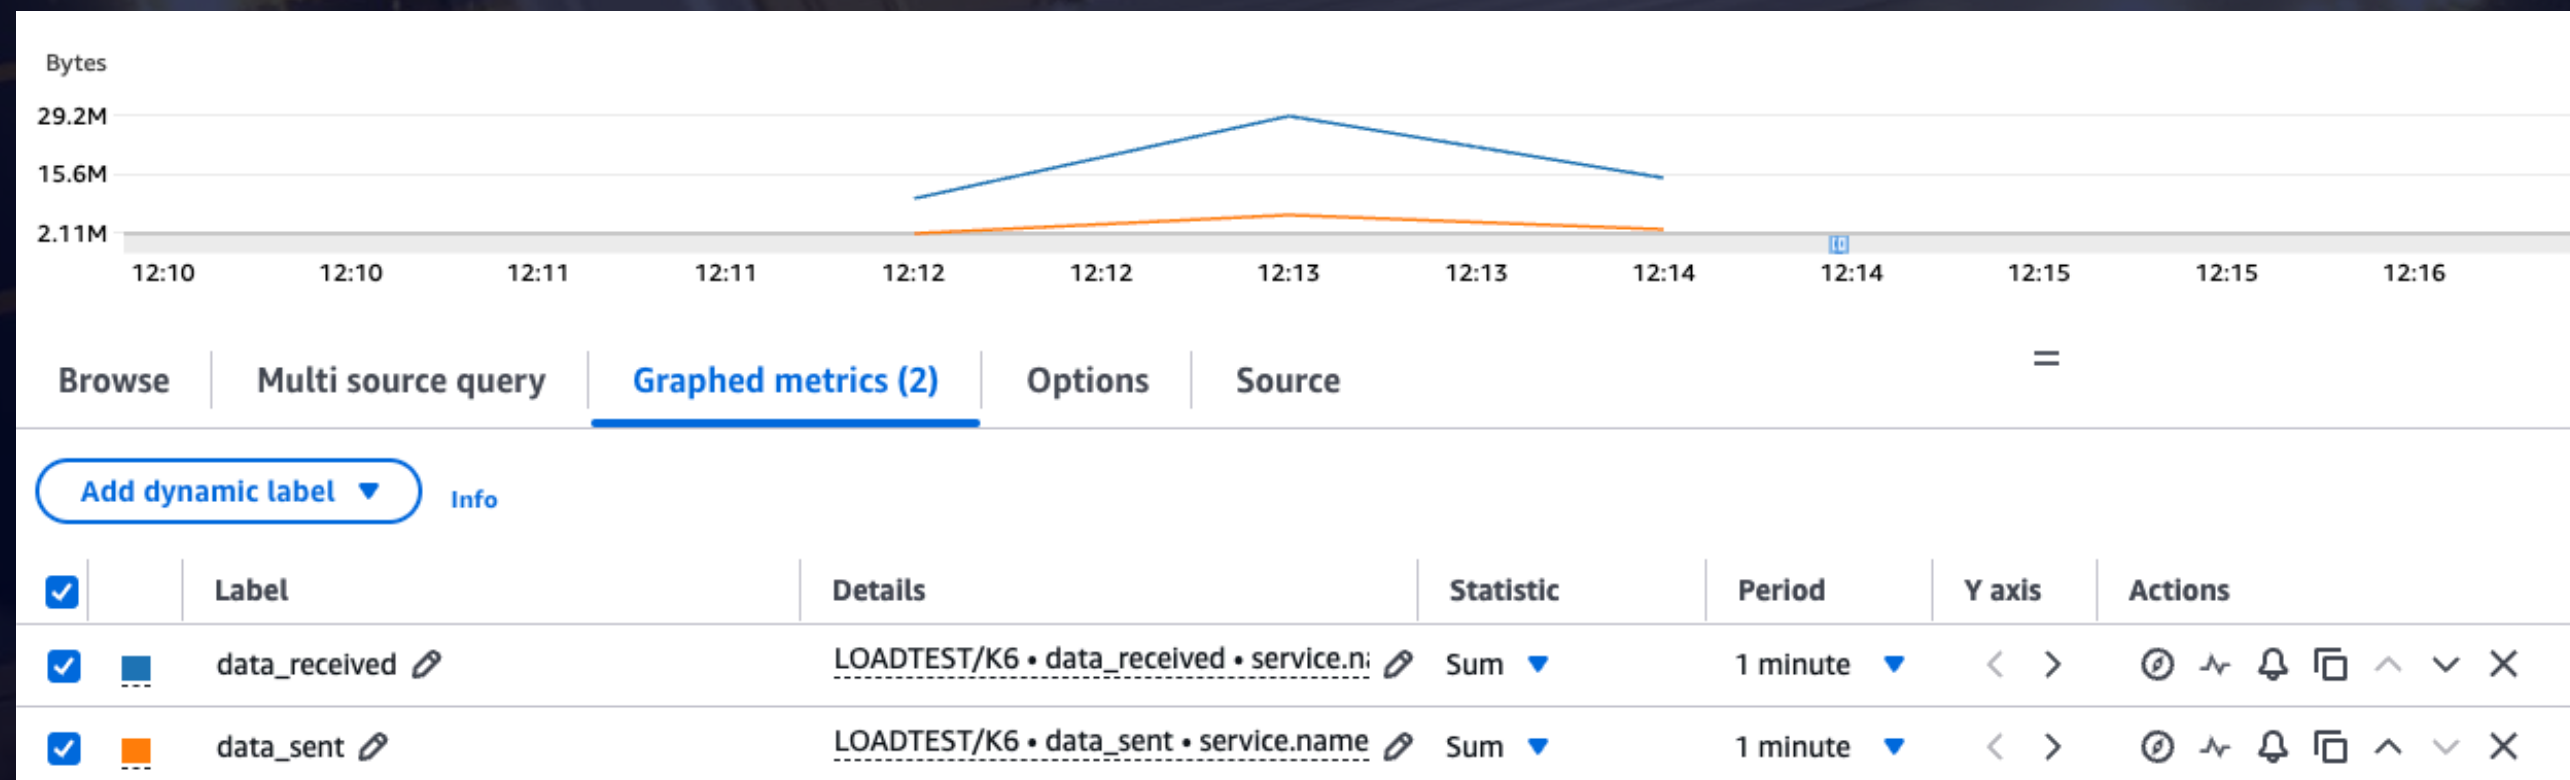 Bytes
29.2M
15.6M
2.11M
12:10 12:10 12:11 12:11 12:12 12:12 12:13 12:13 12:14 12:14 12:15 12:15 12:16
Browse Multi source query Graphed metrics (2) Options Source
Add dynamic label Info
Label Details Statistic Period Y axis Actions
data_received LOADTEST/K6 • data_received • service.n Sum 1 minute
data_sent LOADTEST/K6 • data_sent • service.name Sum 1 minute